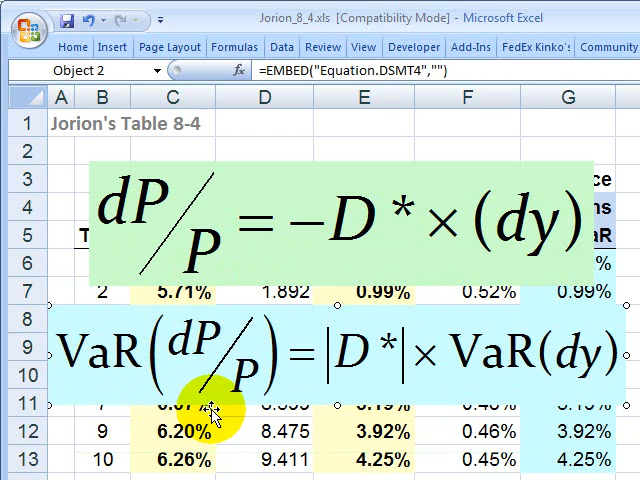 Jorion_8_4.xls [Compatibility Mode] - Microsoft Excel
Home Insert Page Layout Formulas Data Review View Developer Add-Ins FedEx Kinko's Community
Object 2 fx =EMBED("Equation.DSMT4","")
A B C D E F G
1 Jorion's Table 8-4
2
3
4
5
dP/P = −D* × (dy)
6 %
7 2 5.71% 1.892 0.99% 0.52% 0.99%
8
9
10
VaR(dP/P) = |D*| × VaR(dy)
11
12 9 6.20% 8.475 3.92% 0.46% 3.92%
13 10 6.26% 9.411 4.25% 0.45% 4.25%